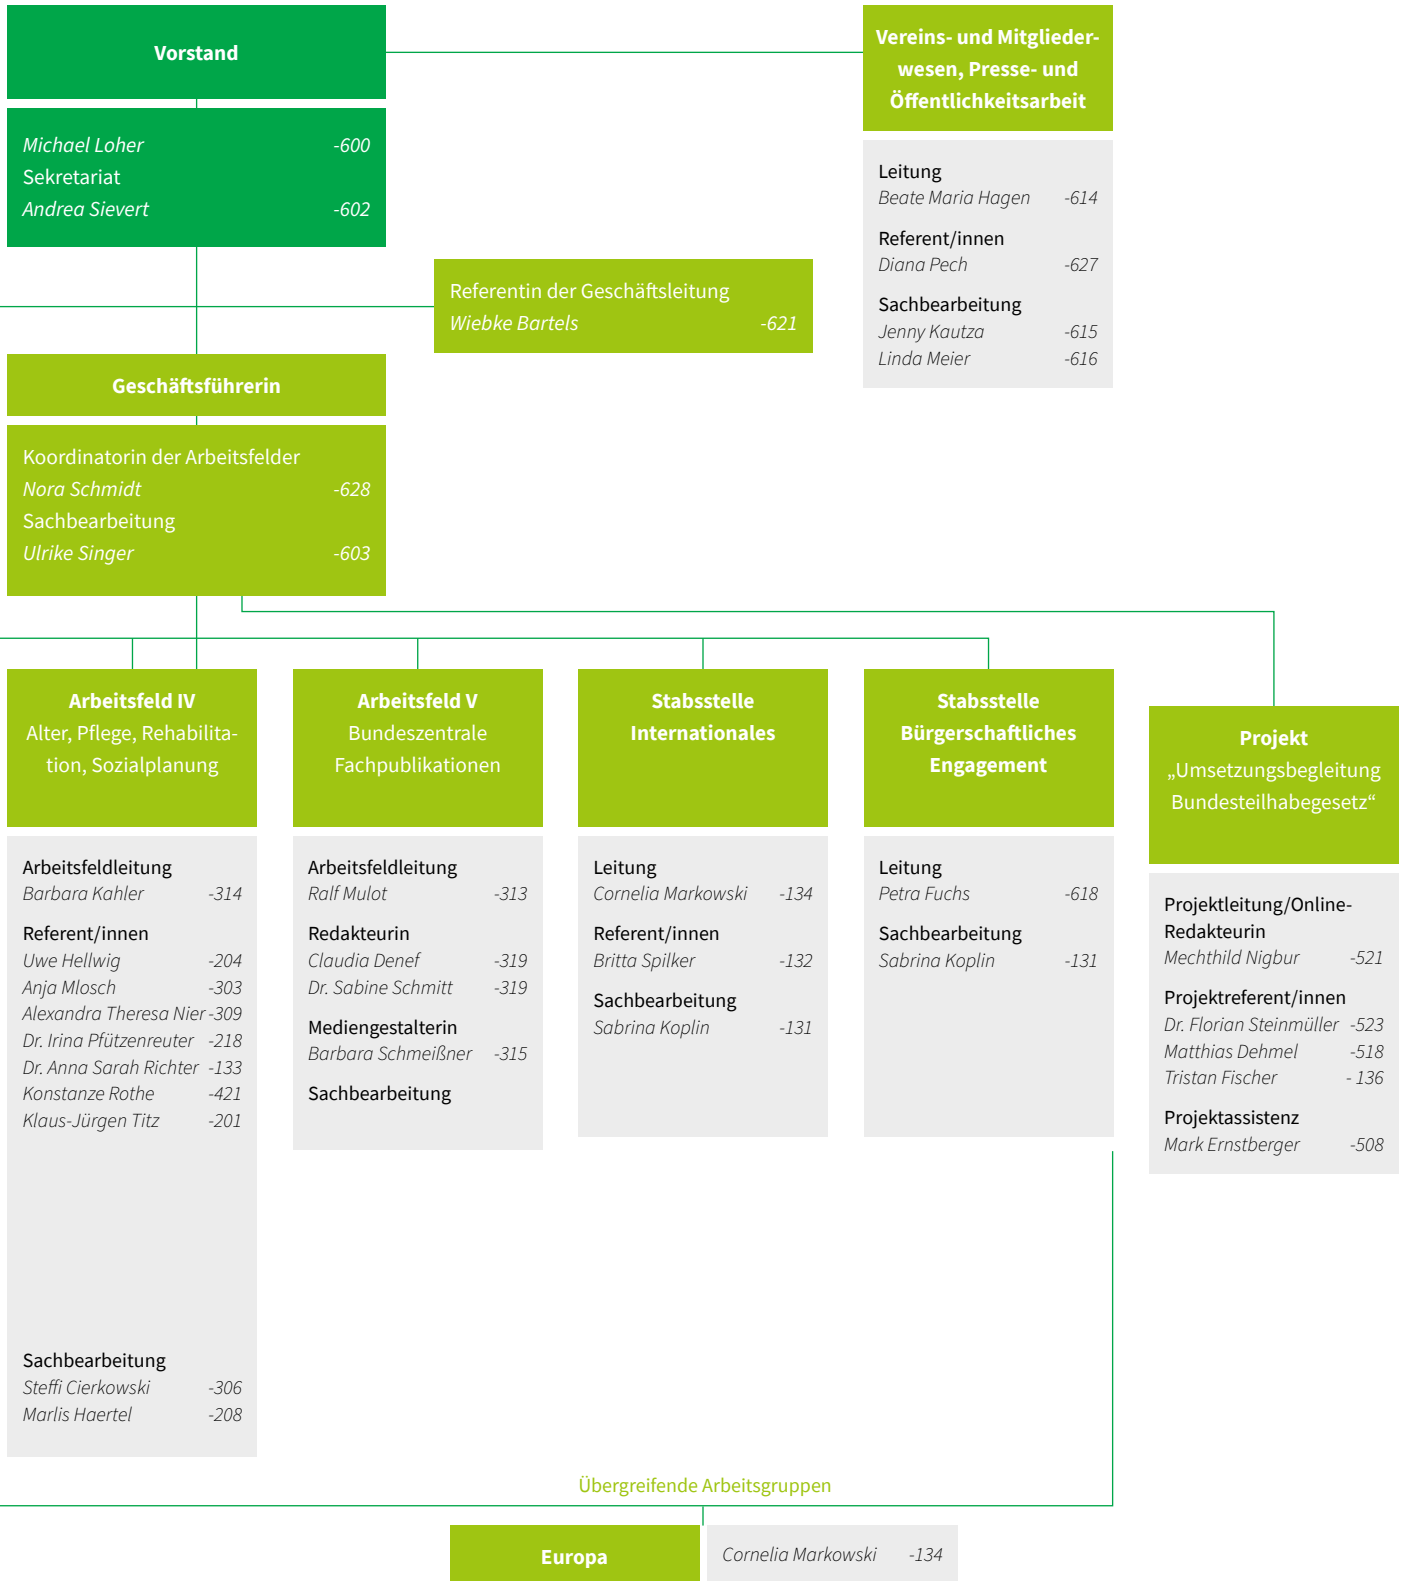 Vorstand
Michael Loher -600
Sekretariat
Andrea Sievert -602
Vereins- und Mitglieder-
wesen, Presse- und
Öffentlichkeitsarbeit
Leitung
Beate Maria Hagen -614
Referent/innen
Diana Pech -627
Sachbearbeitung
Jenny Kautza -615
Linda Meier -616
Referentin der Geschäftsleitung
Wiebke Bartels -621
Geschäftsführerin
Koordinatorin der Arbeitsfelder
Nora Schmidt -628
Sachbearbeitung
Ulrike Singer -603
Arbeitsfeld IV
Alter, Pflege, Rehabilita-
tion, Sozialplanung
Arbeitsfeldleitung
Barbara Kahler -314
Referent/innen
Uwe Hellwig -204
Anja Mlosch -303
Alexandra Theresa Nier -309
Dr. Irina Pfützenreuter -218
Dr. Anna Sarah Richter -133
Konstanze Rothe -421
Klaus-Jürgen Titz -201
Sachbearbeitung
Steffi Cierkowski -306
Marlis Haertel -208
Arbeitsfeld V
Bundeszentrale
Fachpublikationen
Arbeitsfeldleitung
Ralf Mulot -313
Redakteurin
Claudia Denef -319
Dr. Sabine Schmitt -319
Mediengestalterin
Barbara Schmeißner -315
Sachbearbeitung
Stabsstelle
Internationales
Leitung
Cornelia Markowski -134
Referent/innen
Britta Spilker -132
Sachbearbeitung
Sabrina Koplin -131
Stabsstelle
Bürgerschaftliches
Engagement
Leitung
Petra Fuchs -618
Sachbearbeitung
Sabrina Koplin -131
Projekt
„Umsetzungsbegleitung
Bundesteilhabegesetz“
Projektleitung/Online-
Redakteurin
Mechthild Nigbur -521
Projektreferent/innen
Dr. Florian Steinmüller -523
Matthias Dehmel -518
Tristan Fischer - 136
Projektassistenz
Mark Ernstberger -508
Übergreifende Arbeitsgruppen
Europa
Cornelia Markowski -134